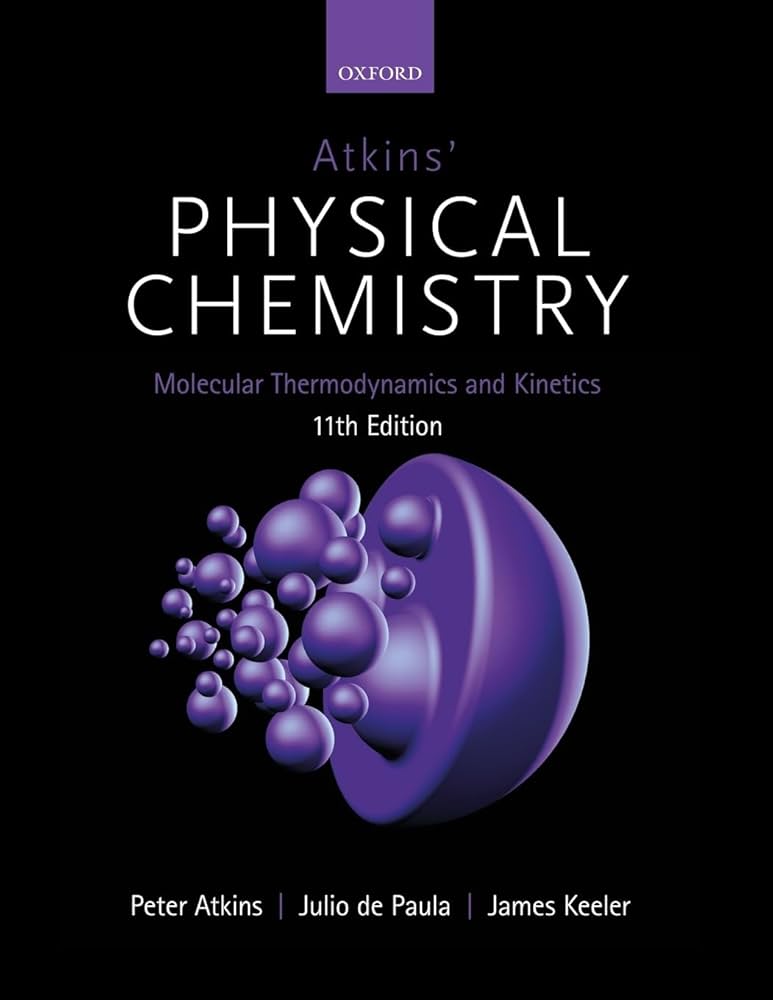 OXFORD
Atkins’
PHYSICAL
CHEMISTRY
Molecular Thermodynamics and Kinetics
11th Edition
Peter Atkins | Julio de Paula | James Keeler